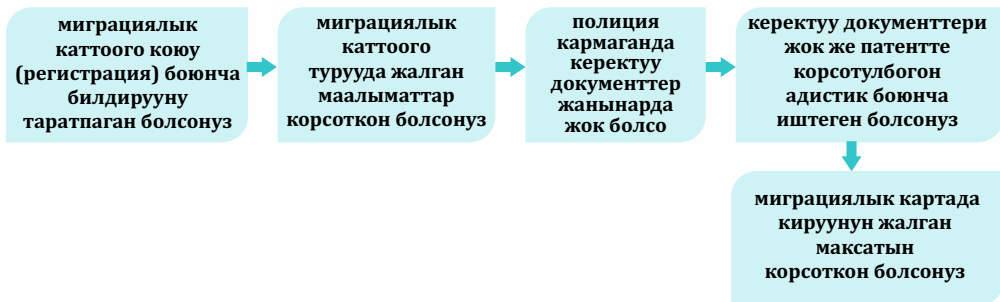 миграциялык
каттоого коюу
(регистрация) боюнча
билдирууну
таратпаган болсонуз
миграциялык
каттоого
турууда жалган
маалыматтар
корсоткон болсонуз
полиция
кармаганда
керектуу
документтер
жанынарда
жок болсо
керектуу документтери
жок же патентте
корсотулбогон
адистик боюнча
иштеген болсонуз
миграциялык картада
кируунун жалган
максатын
корсоткон болсонуз